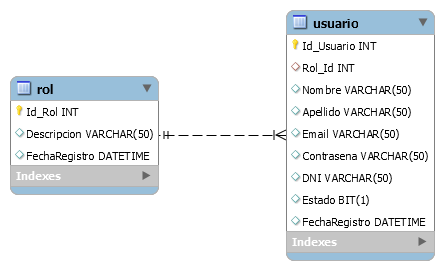 rol
Id_Rol INT
Descripcion VARCHAR(50)
FechaRegistro DATETIME
Indexes
usuario
Id_Usuario INT
Rol_Id INT
Nombre VARCHAR(50)
Apellido VARCHAR(50)
Email VARCHAR(50)
Contrasena VARCHAR(50)
DNI VARCHAR(50)
Estado BIT(1)
FechaRegistro DATETIME
Indexes